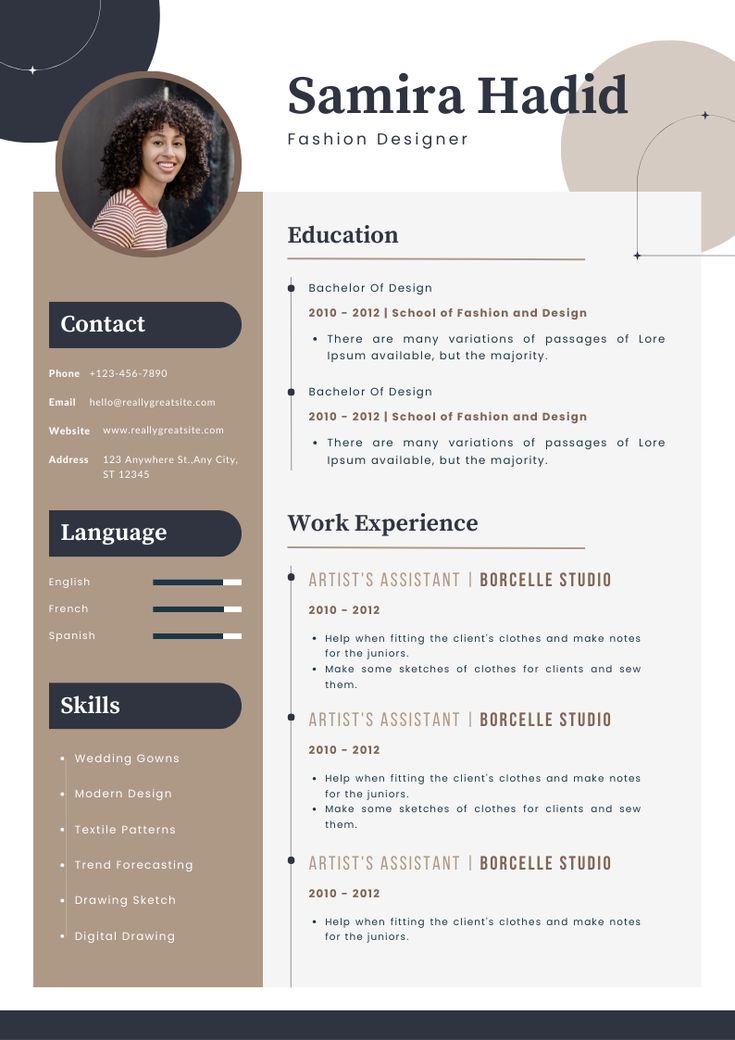 Samira Hadid
Fashion Designer
Contact
Phone +123-456-7890
Email hello@reallygreatsite.com
Website www.reallygreatsite.com
Address 123 Anywhere St.,Any City,
ST 12345
Language
English
French
Spanish
Skills
• Wedding Gowns
• Modern Design
• Textile Patterns
• Trend Forecasting
• Drawing Sketch
• Digital Drawing
Education
Bachelor Of Design
2010 - 2012 | School of Fashion and Design
• There are many variations of passages of Lore
Ipsum available, but the majority.
Bachelor Of Design
2010 - 2012 | School of Fashion and Design
• There are many variations of passages of Lore
Ipsum available, but the majority.
Work Experience
ARTIST'S ASSISTANT | BORCELLE STUDIO
2010 - 2012
• Help when fitting the client's clothes and make notes
for the juniors.
• Make some sketches of clothes for clients and sew
them.
ARTIST'S ASSISTANT | BORCELLE STUDIO
2010 - 2012
• Help when fitting the client's clothes and make notes
for the juniors.
• Make some sketches of clothes for clients and sew
them.
ARTIST'S ASSISTANT | BORCELLE STUDIO
2010 - 2012
• Help when fitting the client's clothes and make notes
for the juniors.